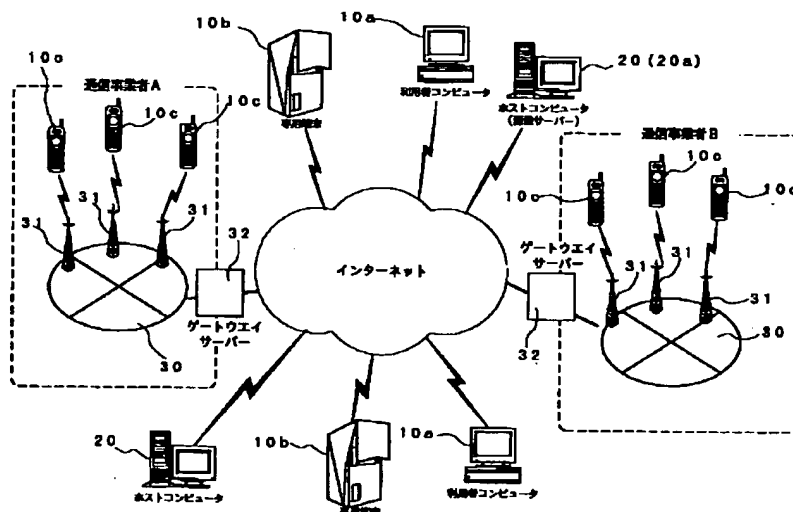 10b
10a
20(20a)
利用者コンピュータ
ホストコンピュータ
(画像サーバー)
専用端末
10c
通信事業者A
10c
10c
31
31
31
32
ゲートウエイ
サーバー
30
インターネット
通信事業者B
10c
10c
10c
ゲートウエイ
サーバー
31
31
31
32
30
20
ホストコンピュータ
10b
10a
利用者コンピュータ